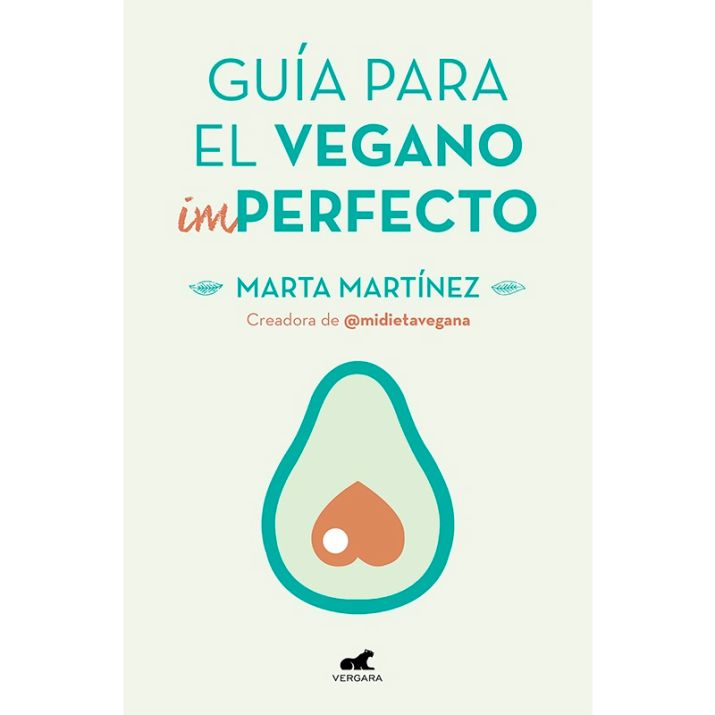 GUÍA PARA
EL VEGANO
imPERFECTO
MARTA MARTÍNEZ
Creadora de @midietavegana
VERGARA